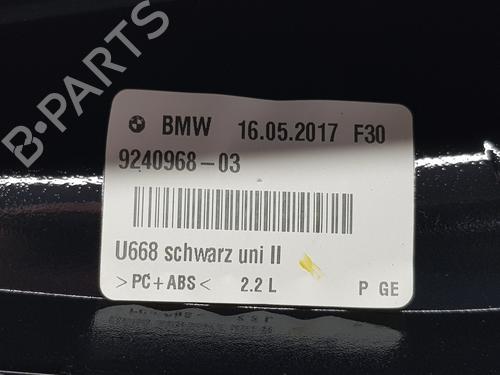 B-PARTS
BMW 16.05.2017 F30
9240968-03
U668 schwarz uni II
>PC+ABS< 2.2 L P GE